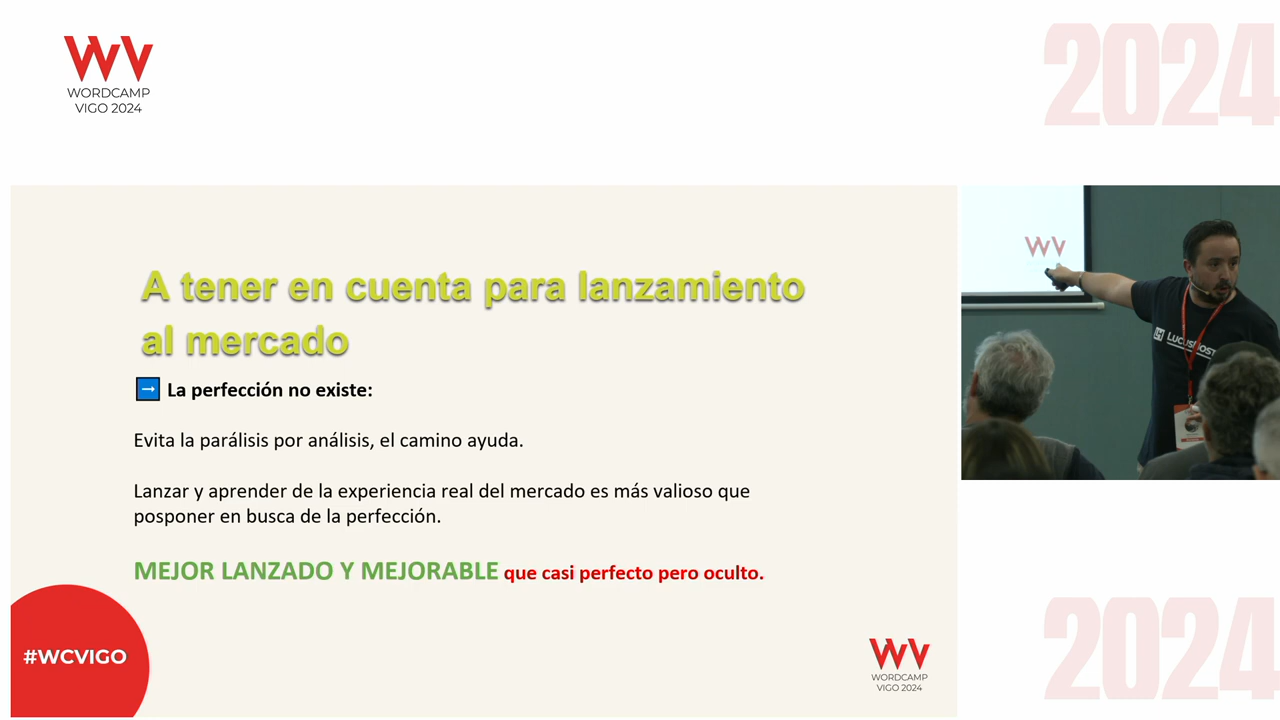 WORDCAMP
VIGO 2024
2024
A tener en cuenta para lanzamiento
al mercado
➡ La perfección no existe:
Evita la parálisis por análisis, el camino ayuda.
Lanzar y aprender de la experiencia real del mercado es más valioso que
posponer en busca de la perfección.
MEJOR LANZADO Y MEJORABLE que casi perfecto pero oculto.
#WCVIGO
WORDCAMP
VIGO 2024
WV
LH LucusHost
2024